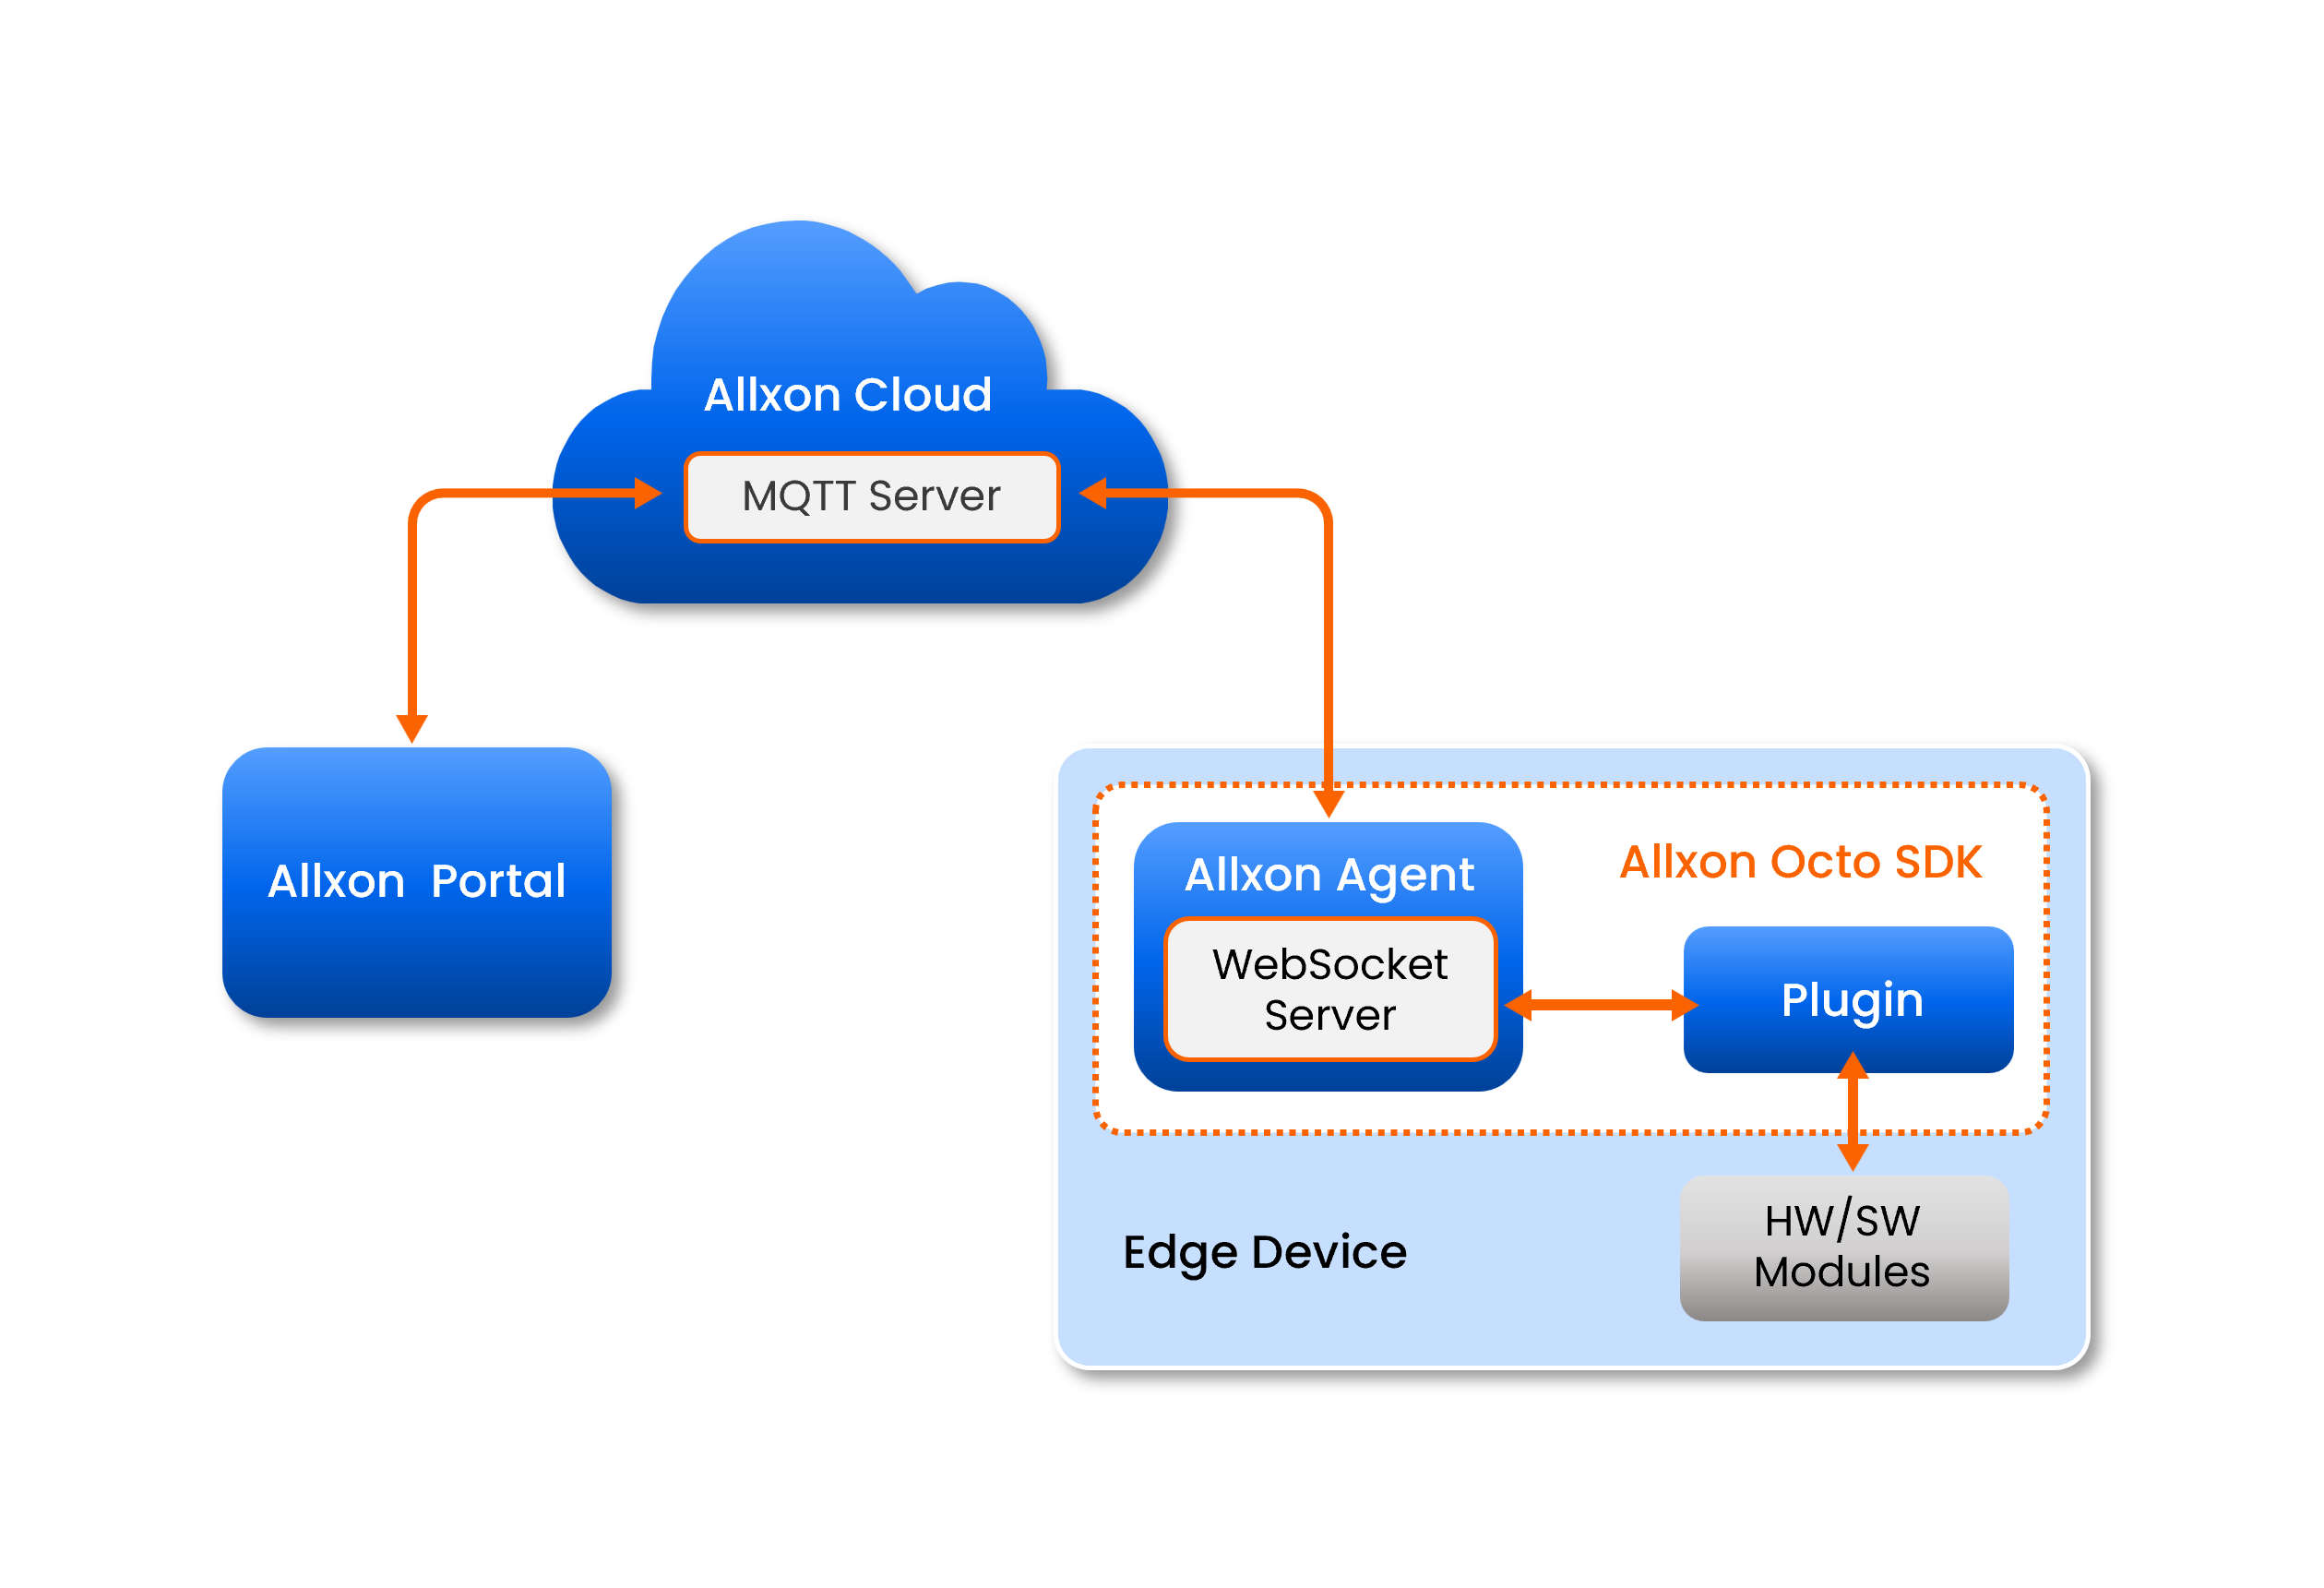 Allxon Cloud
MQTT Server
Allxon Portal
Allxon Agent
WebSocket
Server
Allxon Octo SDK
Plugin
Edge Device
HW/SW
Modules